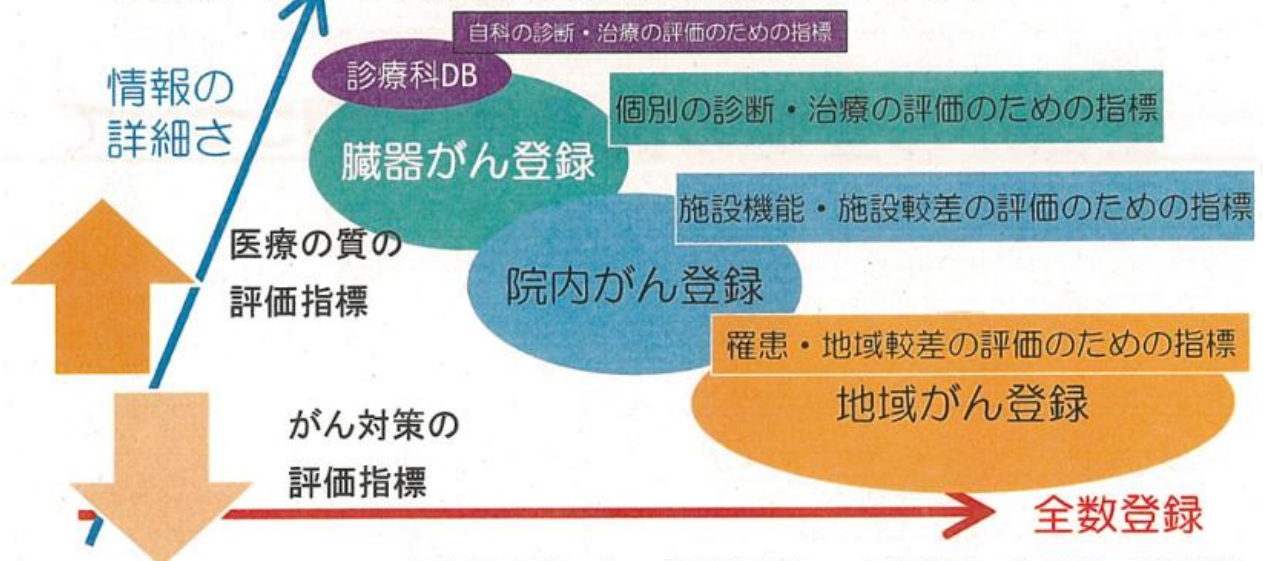 自科の診断・治療の評価のための指標
診療科DB
情報の
詳細さ
個別の診断・治療の評価のための指標
臓器がん登録
施設機能・施設較差の評価のための指標
医療の質の
評価指標
院内がん登録
罹患・地域較差の評価のための指標
地域がん登録
がん対策の
評価指標
全数登録